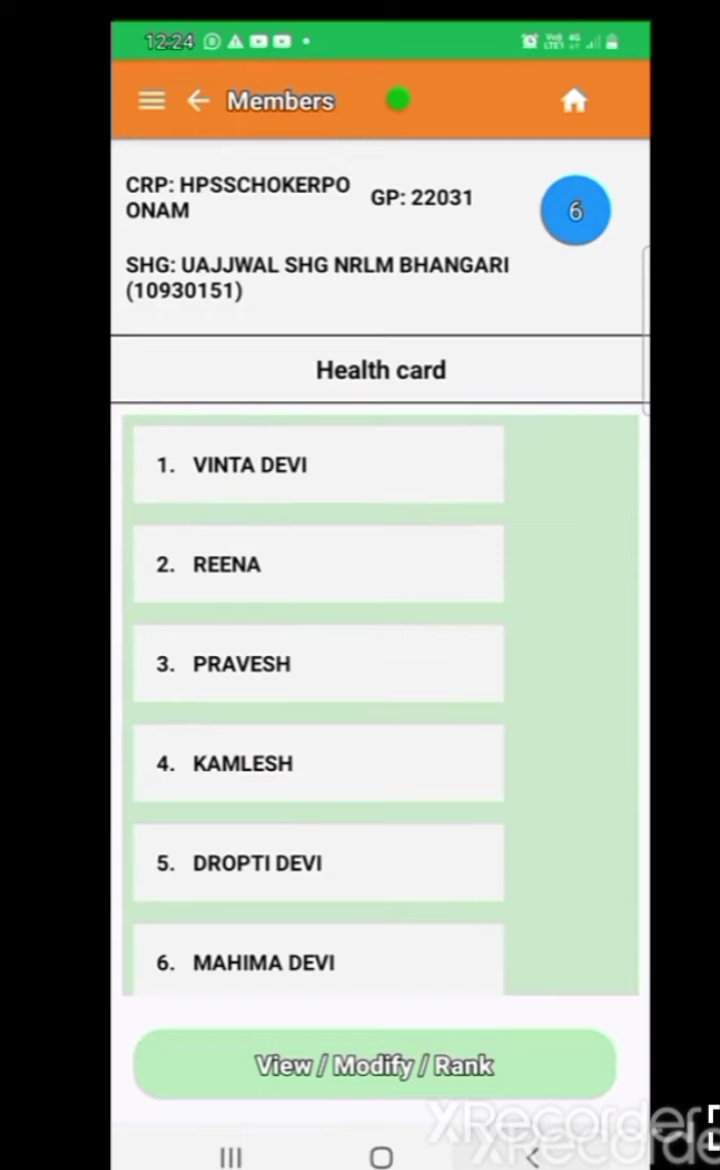 12:24
Members
CRP: HPSSCHOKERPO
ONAM
GP: 22031
6
SHG: UAJJWAL SHG NRLM BHANGARI
(10930151)
Health card
1. VINTA DEVI
2. REENA
3. PRAVESH
4. KAMLESH
5. DROPTI DEVI
6. MAHIMA DEVI
View / Modify / Rank
XRecorder
XRecorder